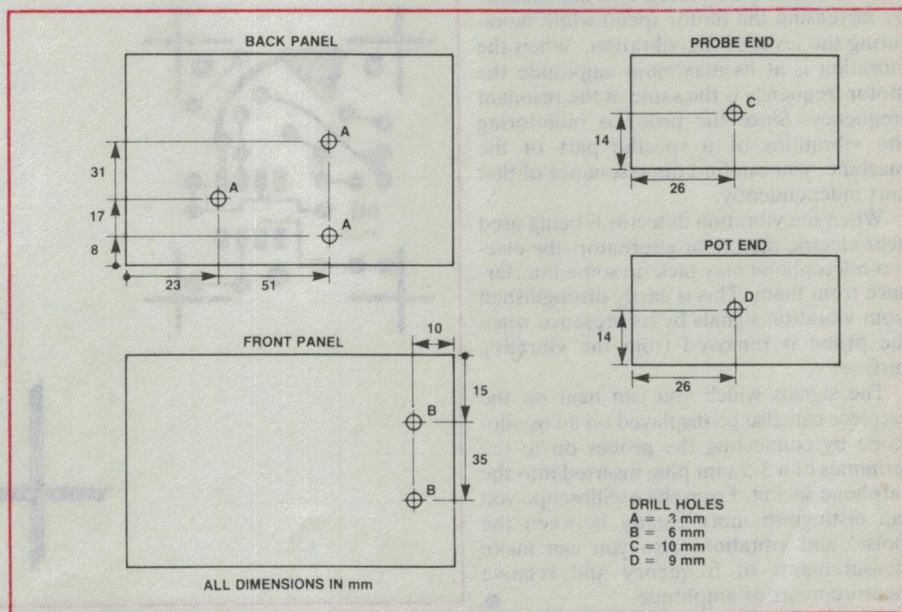 BACK PANEL
A
31
A
17
A
8
23
51
FRONT PANEL
10
15
B
35
B
ALL DIMENSIONS IN mm
PROBE END
C
14
26
POT END
D
14
26
DRILL HOLES
A = 3 mm
B = 6 mm
C = 10 mm
D = 9 mm